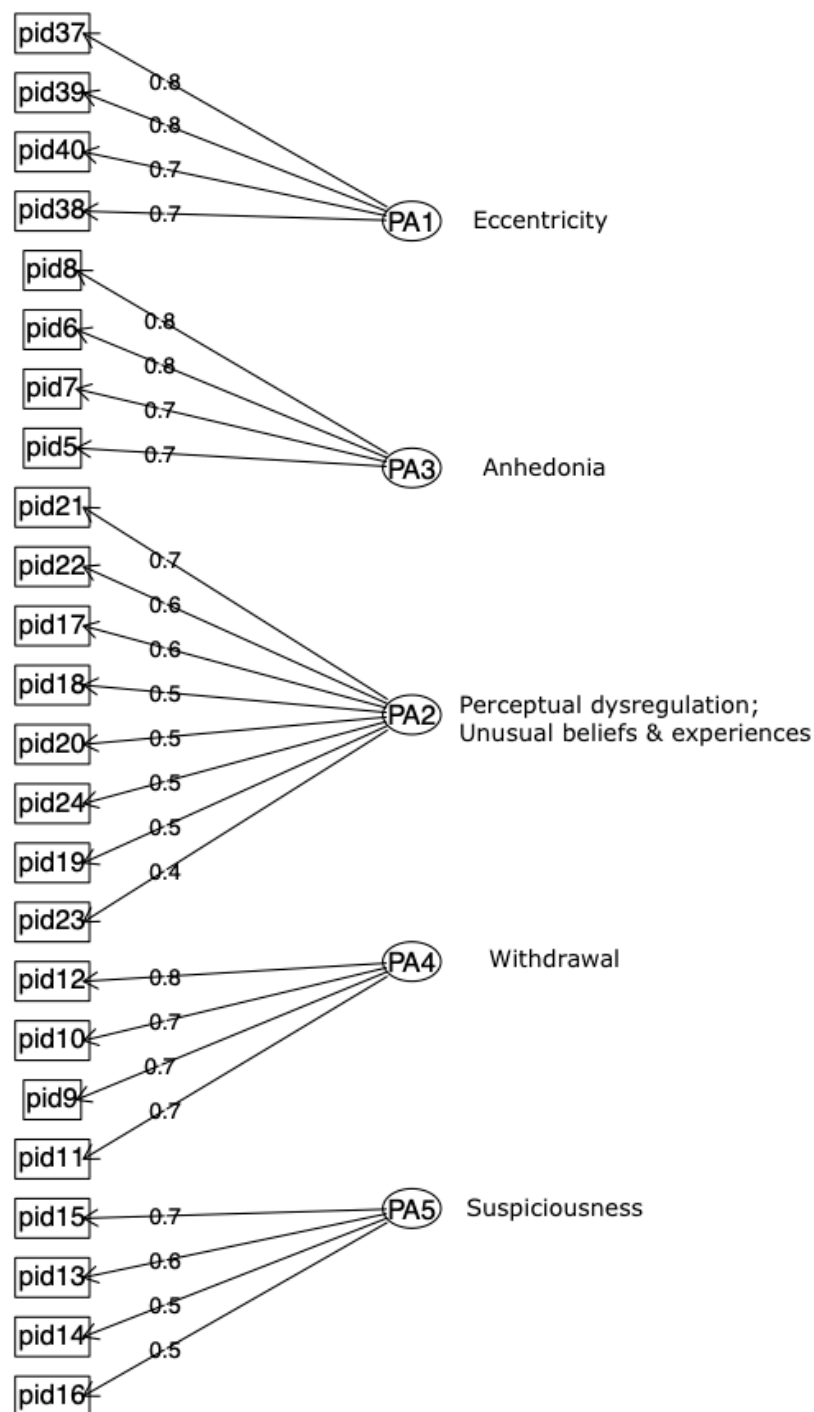 pid37
0.8
pid39
0.8
pid40
0.7
pid38
0.7
PA1 Eccentricity
pid8
0.8
pid6
0.8
pid7
0.7
pid5
0.7
PA3 Anhedonia
pid21
0.7
pid22
0.6
pid17
0.6
pid18
0.5
PA2 Perceptual dysregulation;
Unusual beliefs & experiences
pid20
0.5
pid24
0.5
pid19
0.5
pid23
0.4
PA4 Withdrawal
pid12
0.8
pid10
0.7
pid9
0.7
pid11
0.7
PA5 Suspiciousness
pid15
0.7
pid13
0.6
pid14
0.5
pid16
0.5